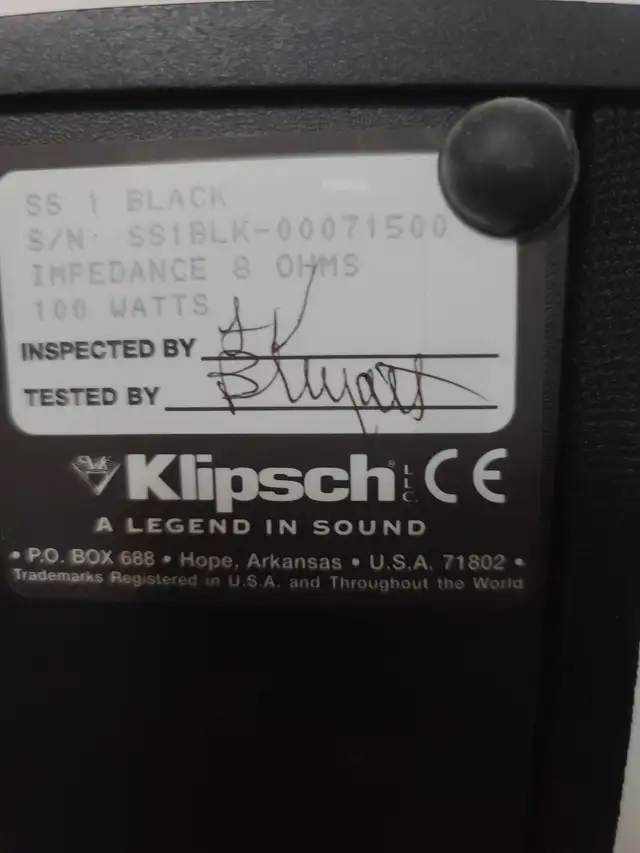 SS 1 BLACK
S/N: SS1BLK-00071500
IMPEDANCE 8 OHMS
100 WATTS
INSPECTED BY
TESTED BY
Klipsch® LLC. CE
A LEGEND IN SOUND
• P.O. BOX 688 • Hope, Arkansas • U.S.A. 71802 •
Trademarks Registered in U.S.A. and Throughout the World